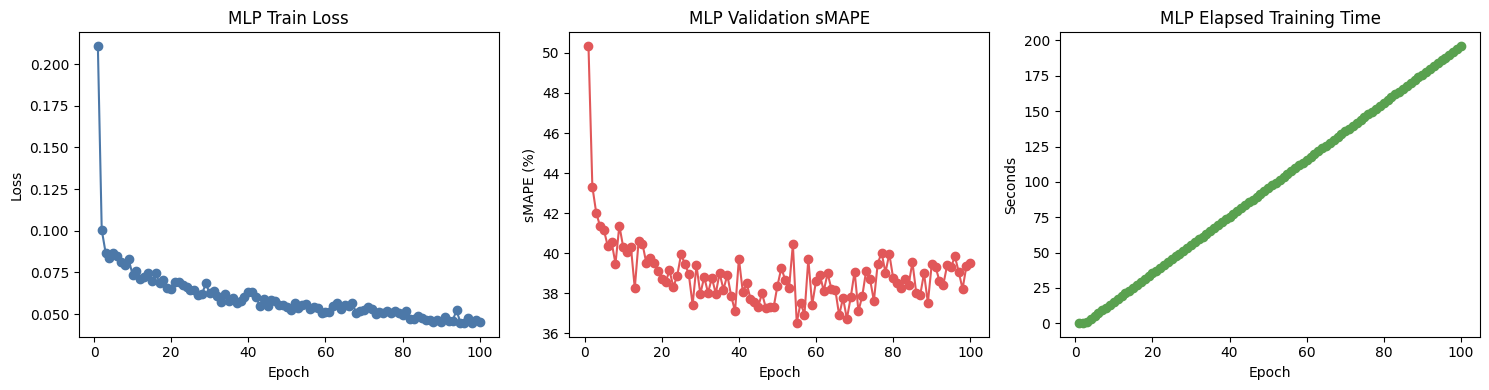 MLP Train Loss
Loss
0.200
0.175
0.150
0.125
0.100
0.075
0.050
0 20 40 60 80 100
Epoch
MLP Validation sMAPE
sMAPE (%)
50
48
46
44
42
40
38
36
0 20 40 60 80 100
Epoch
MLP Elapsed Training Time
Seconds
200
175
150
125
100
75
50
25
0
0 20 40 60 80 100
Epoch